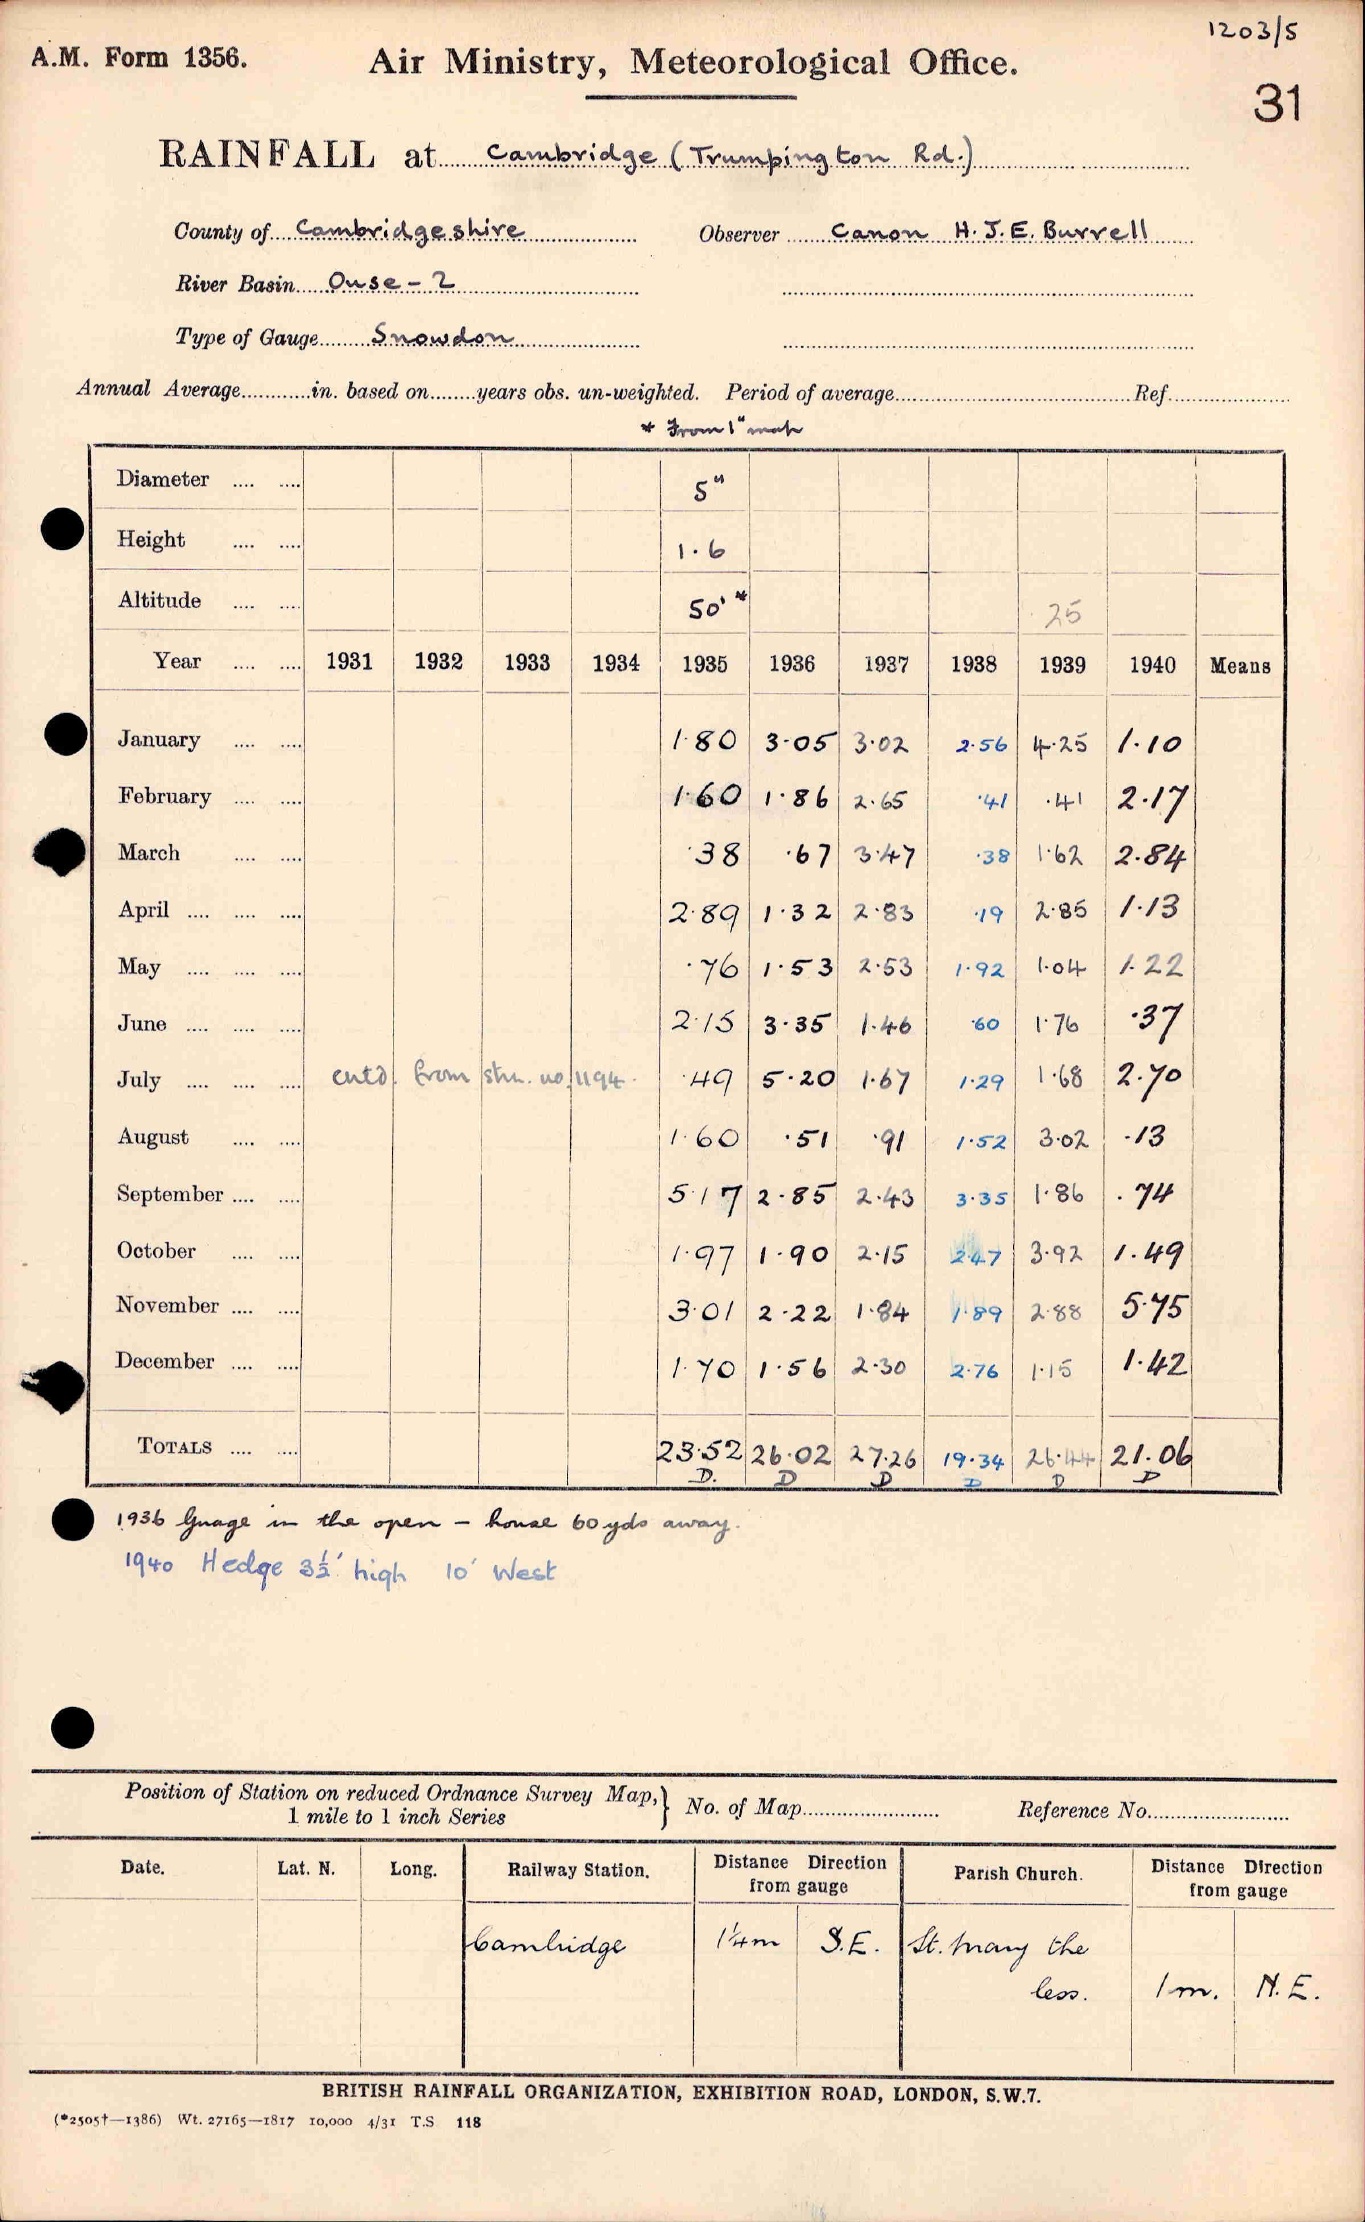 1203/5
A.M. Form 1356.
Air Ministry, Meteorological Office.
31
RAINFALL at Cambridge (Trumpington Rd.)
County of Cambridgeshire Observer Canon H.J.E. Burrell
River Basin Ouse - 2
Type of Gauge Snowdon
Annual Average............in. based on........years obs. un-weighted. Period of average............ Ref............
* From 1" map
Diameter .... .... 5"
Height .... .... 1.6
Altitude .... .... 50' * 25
Year .... .... 1931 1932 1933 1934 1935 1936 1937 1938 1939 1940 Means
January .... .... 1.80 3.05 3.02 2.56 4.25 1.10
February .... .... 1.60 1.86 2.65 .41 .41 2.17
March .... .... .38 .67 3.47 .38 1.62 2.84
April .... .... .... 2.89 1.32 2.83 .19 2.85 1.13
May .... .... .... .76 1.53 2.53 1.92 1.04 1.22
June .... .... .... 2.15 3.35 1.46 .60 1.76 .37
July .... .... .... cntd. from stn. no. 1194. .49 5.20 1.67 1.29 1.68 2.70
August .... .... 1.60 .51 .91 1.52 3.02 .13
September .... .... 5.17 2.85 2.43 3.35 1.86 .74
October .... .... 1.97 1.90 2.15 2.47 3.92 1.49
November .... .... 3.01 2.22 1.84 1.89 2.88 5.75
December .... .... 1.70 1.56 2.30 2.76 1.15 1.42
TOTALS .... .... 23.52 26.02 27.26 19.34 26.44 21.06
D. D D D D D
1936 Guage in the open - house 60 yds away.
1940 Hedge 3½' high 10' West
Position of Station on reduced Ordnance Survey Map,} No. of Map............ Reference No............
1 mile to 1 inch Series
Date. Lat. N. Long. Railway Station. Distance Direction from gauge Parish Church. Distance Direction from gauge
Cambridge 1¼m S.E. St. Mary the
less. 1m. N.E.
BRITISH RAINFALL ORGANIZATION, EXHIBITION ROAD, LONDON, S.W.7.
(*2505†—1386) Wt. 27165—1817 10,000 4/31 T.S 118